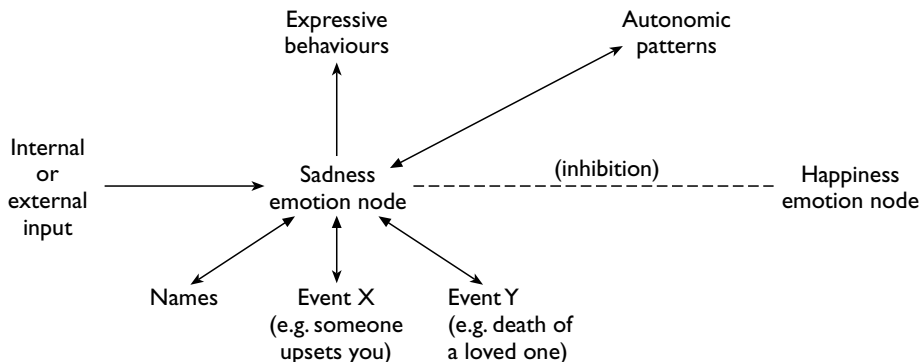 Expressive
behaviours
Autonomic
patterns
Internal
or
external
input
Sadness
emotion node
(inhibition)
Happiness
emotion node
Names
Event X
(e.g. someone
upsets you)
Event Y
(e.g. death of
a loved one)